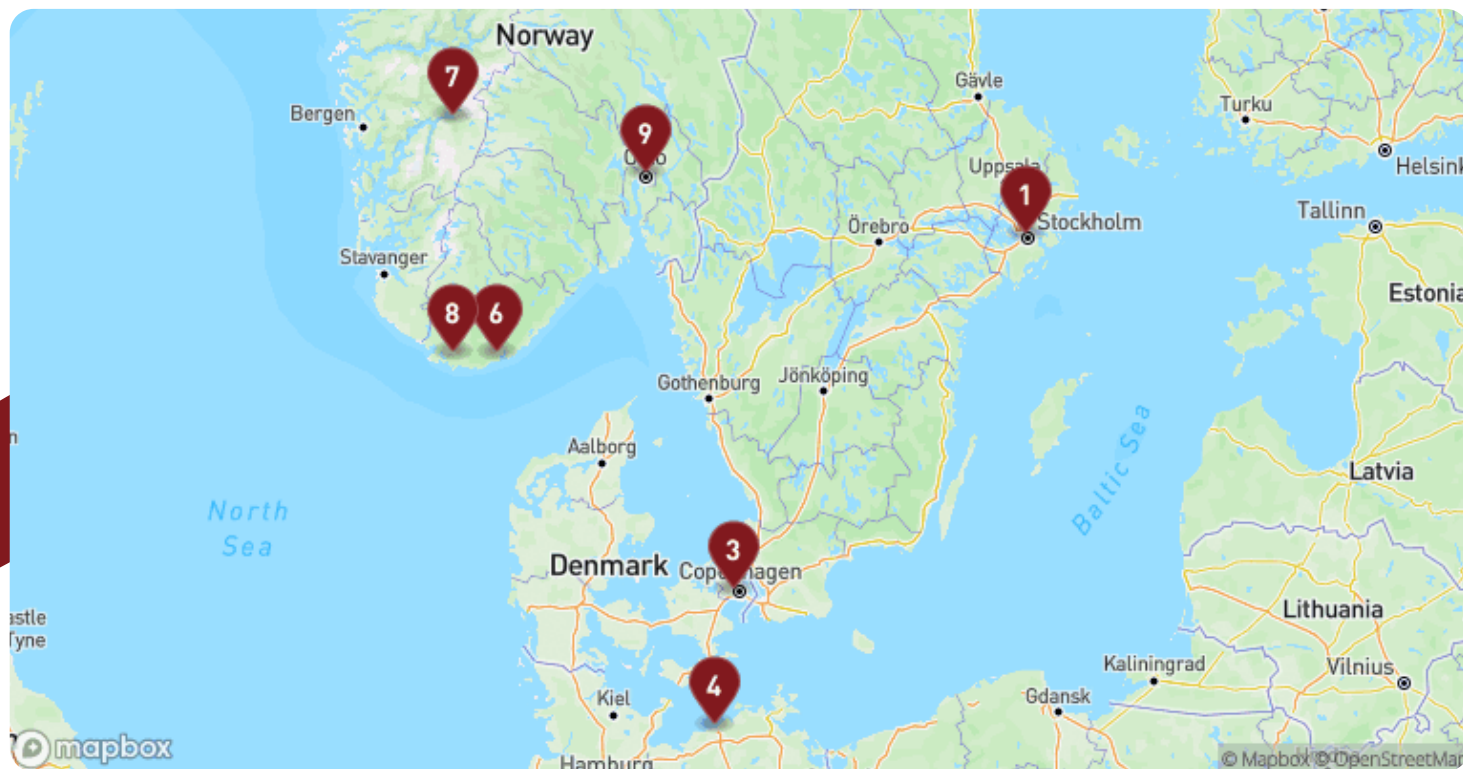 Norway
7
Gävle
Bergen
Turku
9
Helsink
Uppsala
1
Stockholm
Tallinn
Örebro
Stavanger
Estonia
8
6
Gothenburg
Jönköping
Aalborg
Baltic Sea
Latvia
North
Sea
3
Denmark
Copenhagen
Lithuania
astle
Tyne
4
Kaliningrad
Vilnius
Kiel
Gdansk
mapbox
Hamburg
© Mapbox © OpenStreetMap